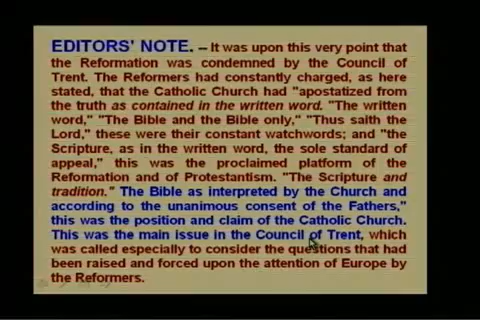 EDITORS' NOTE. – It was upon this very point that
the Reformation was condemned by the Council of
Trent. The Reformers had constantly charged, as here
stated, that the Catholic Church had "apostatized from
the truth as contained in the written word. "The written
word," "The Bible and the Bible only," "Thus saith the
Lord," these were their constant watchwords; and "the
Scripture, as in the written word, the sole standard of
appeal," this was the proclaimed platform of the
Reformation and of Protestantism. "The Scripture and
tradition." The Bible as interpreted by the Church and
according to the unanimous consent of the Fathers,"
this was the position and claim of the Catholic Church.
This was the main issue in the Council of Trent, which
was called especially to consider the questions that had
been raised and forced upon the attention of Europe by
the Reformers.